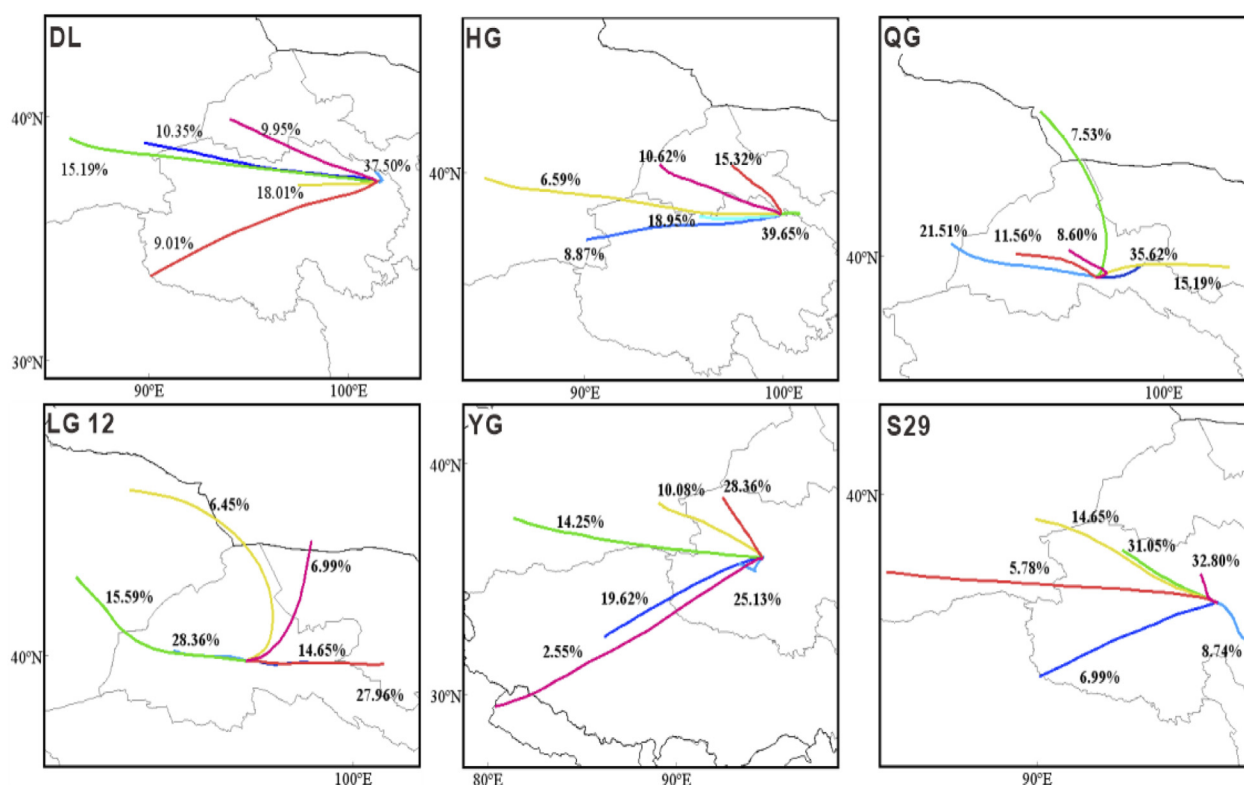 DL
40°N
10.35%
9.95%
15.19%
37.50%
18.01%
9.01%
30°N
90°E
100°E
HG
40°N
10.62%
15.32%
6.59%
18.95%
39.65%
8.87%
90°E
100°E
QG
7.53%
40°N
21.51%
11.56%
8.60%
35.62%
15.19%
100°E
LG 12
6.45%
6.99%
15.59%
28.36%
14.65%
40°N
27.96%
100°E
YG
40°N
10.08%
28.36%
14.25%
19.62%
25.13%
2.55%
30°N
80°E
90°E
S29
40°N
14.65%
31.05%
32.80%
5.78%
8.74%
6.99%
90°E